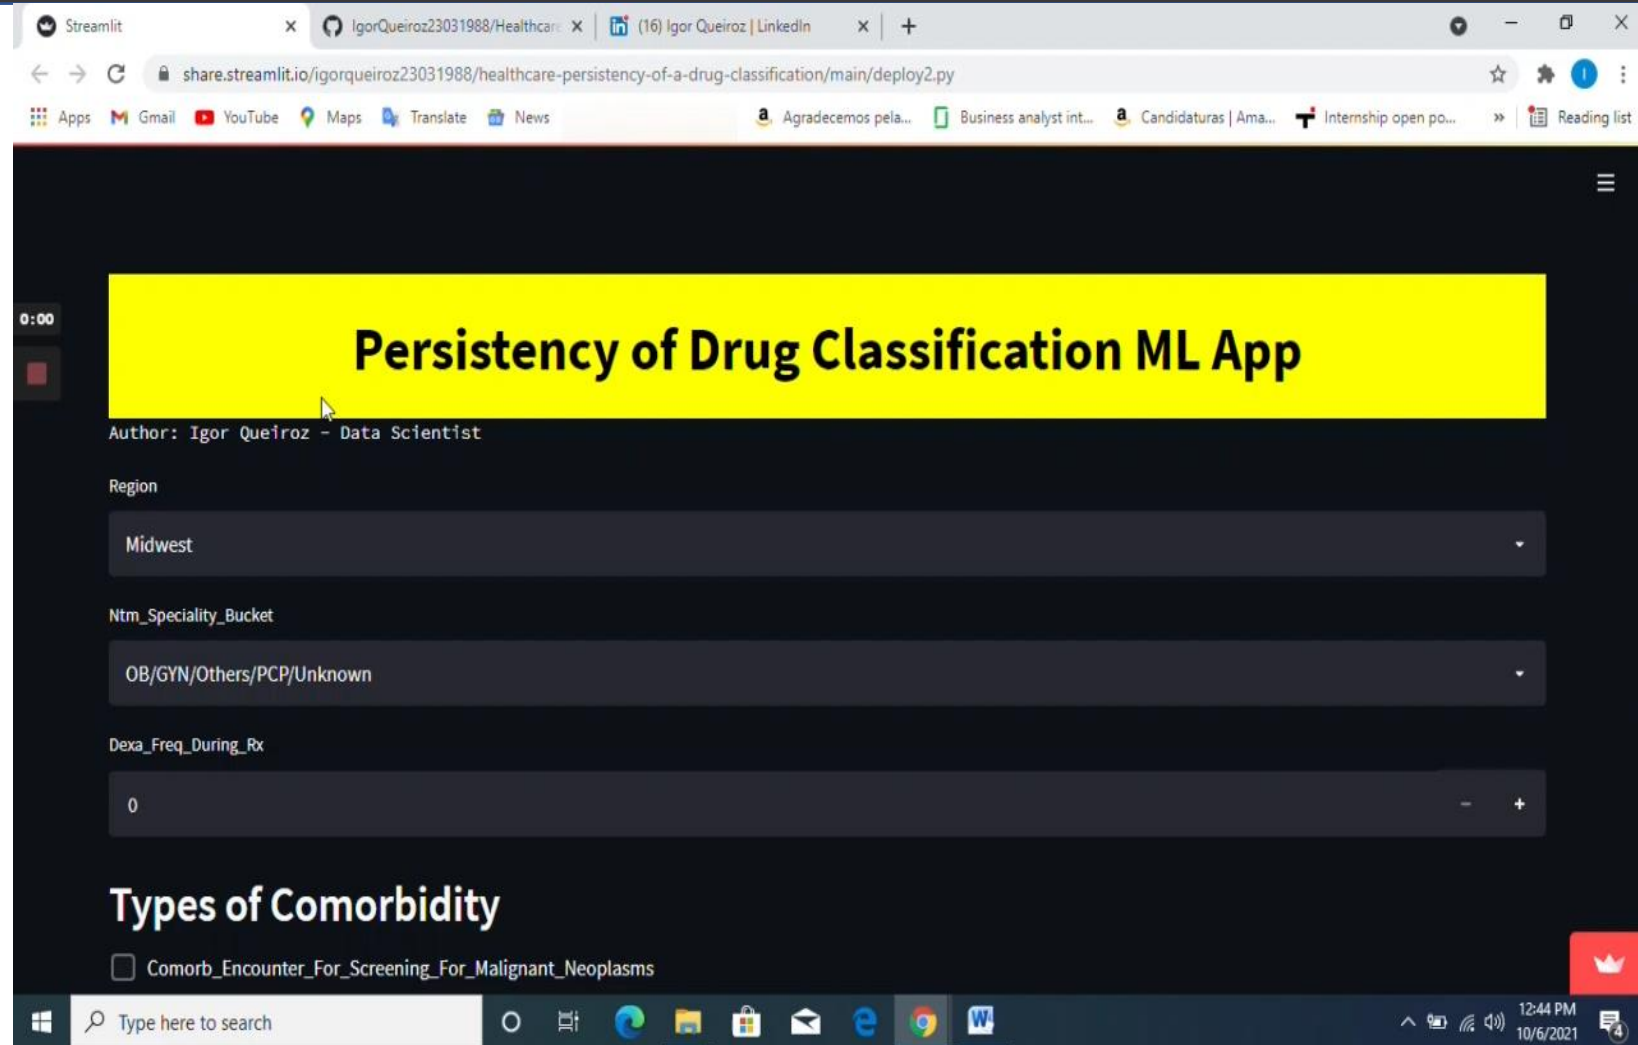 Streamlit
IgorQueiroz23031988/Healthcare
(16) Igor Queiroz | LinkedIn
share.streamlit.io/igorqueiroz23031988/healthcare-persistency-of-a-drug-classification/main/deploy2.py
Apps Gmail YouTube Maps Translate News Agradecemos pela... Business analyst int... Candidaturas | Ama... Internship open po... » Reading list
0:00
Persistency of Drug Classification ML App
Author: Igor Queiroz - Data Scientist
Region
Midwest
Ntm_Speciality_Bucket
OB/GYN/Others/PCP/Unknown
Dexa_Freq_During_Rx
0
Types of Comorbidity
Comorb_Encounter_For_Screening_For_Malignant_Neoplasms
Type here to search
12:44 PM
10/6/2021
4